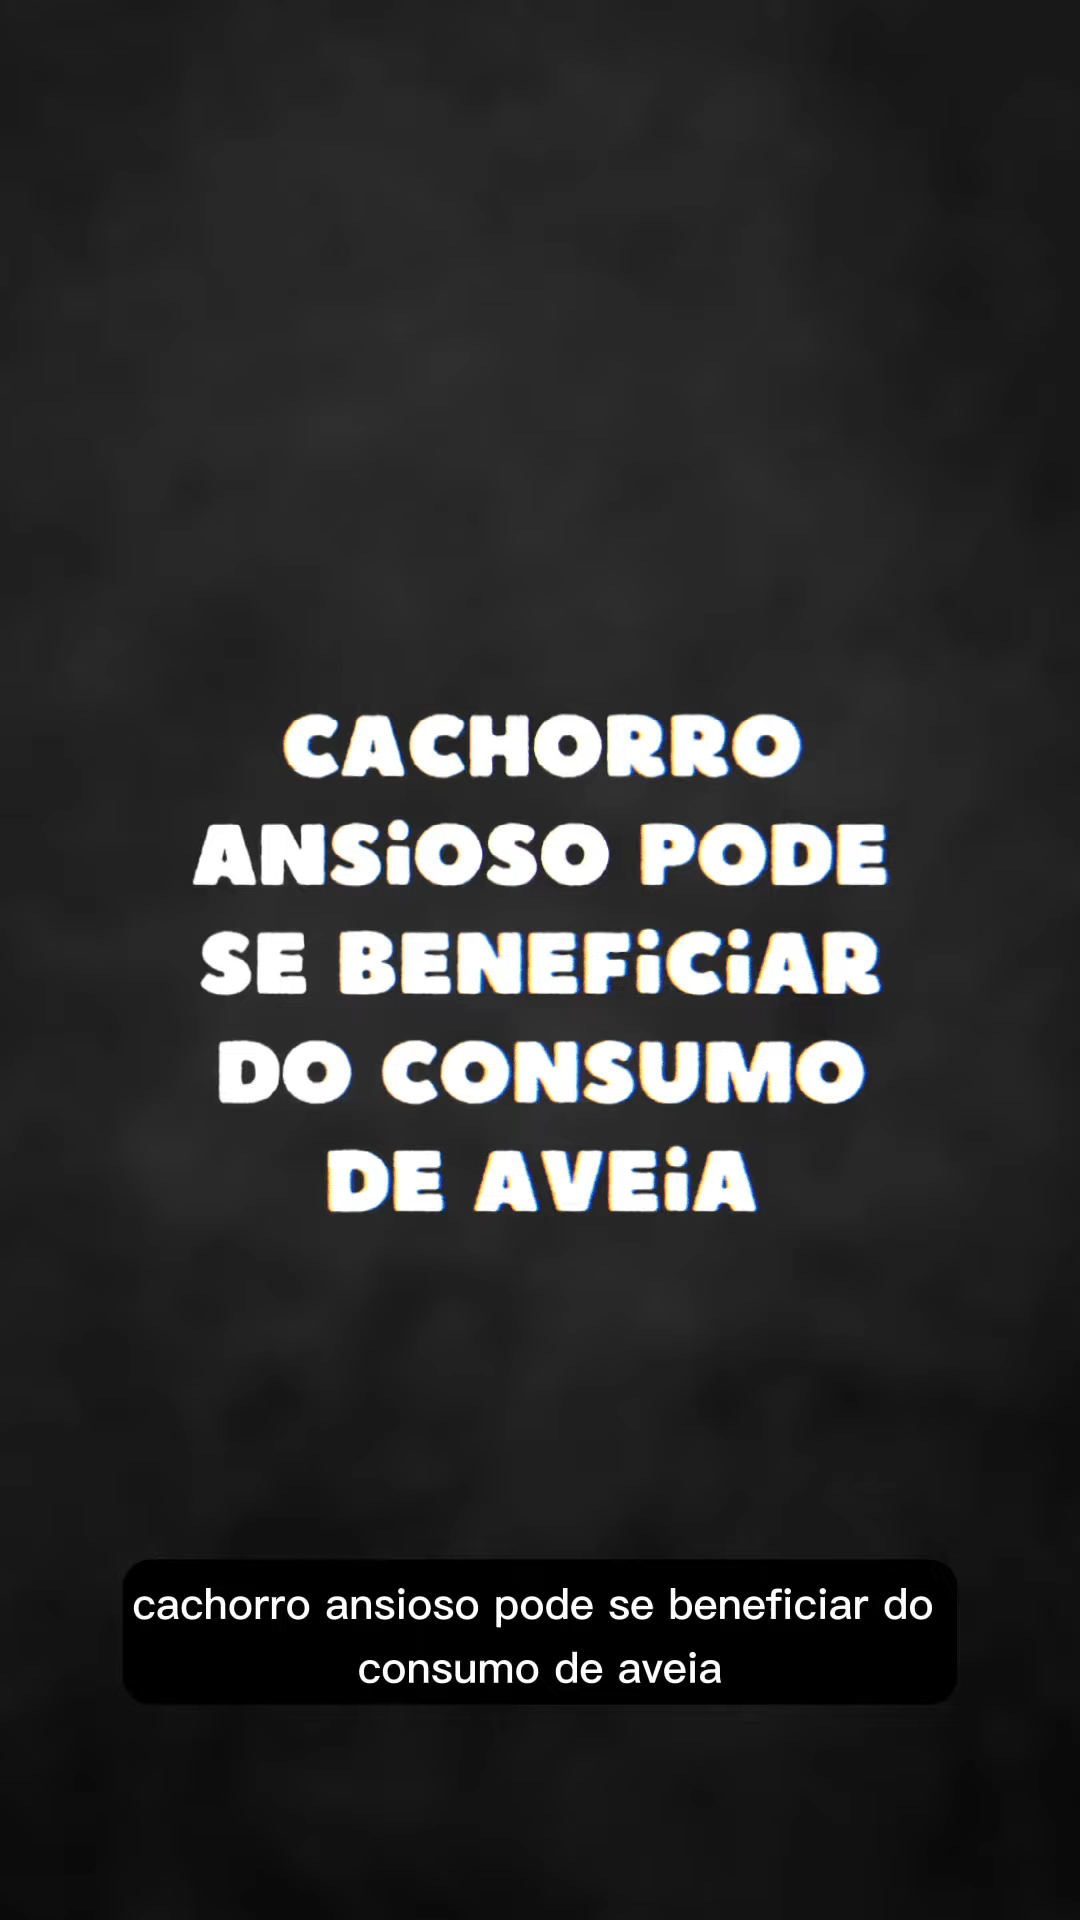 CACHORRO
ANSiOSO PODE
SE BENEFiCiAR
DO CONSUMO
DE AVEiA
cachorro ansioso pode se beneficiar do
consumo de aveia